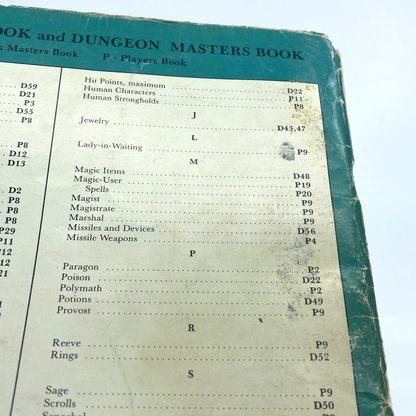 OOK and DUNGEON MASTERS BOOK
Masters Book P - Players Book
D59
D21
P3
D55
P8
P8
D12
D13
D2
P8
P8
P8
P29
P11
212
12
21
Hit Points, maximum
Human Characters D22
Human Strongholds P11
P8
J
Jewelry D43,47
L
Lady-in-Waiting P9
M
Magic Items D48
Magic-User P19
Spells P20
Magist P9
Magistrate P9
Marshal P9
Missiles and Devices D56
Missile Weapons P4
P
Paragon P2
Poison D22
Polymath P2
Potions D49
Provost P9
R
Reeve P9
Rings D52
S
Sage P9
Scrolls D50